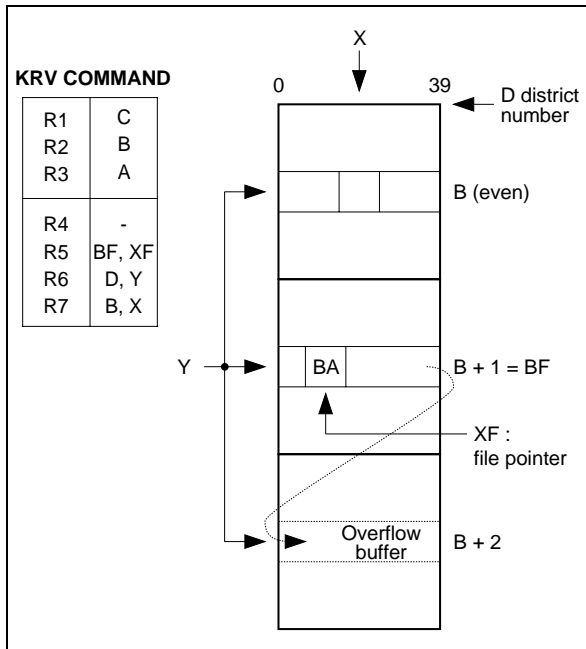 X
KRV COMMAND
0 39
D district
number
R1 C
R2 B
R3 A
R4 -
R5 BF, XF
R6 D, Y
R7 B, X
B (even)
Y
BA
B + 1 = BF
XF :
file pointer
Overflow
buffer
B + 2